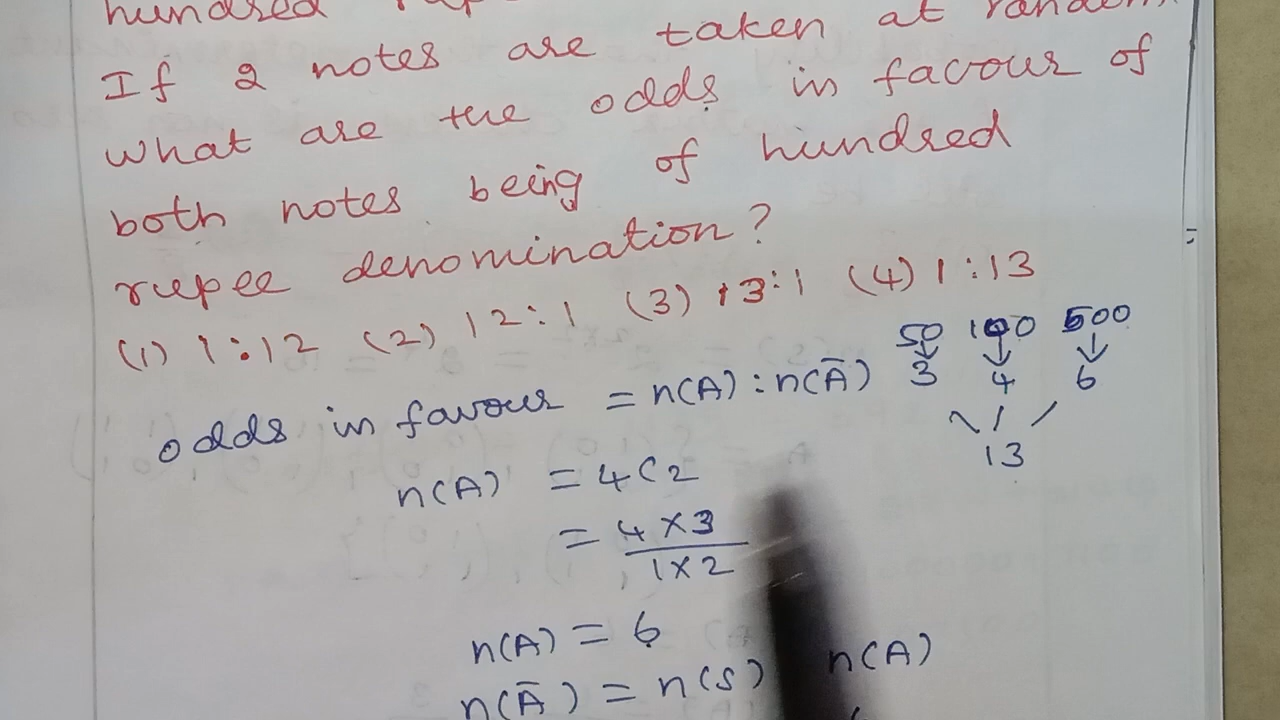 hundred
If 2 notes are taken at random.
What are the odds in favour of
both notes being of hundred
rupee denomination?
(1) 1:12 (2) 12:1 (3) 13:1 (4) 1:13
50 100 500
3 4 6
13
odds in favour = n(A) : n(Ā)
n(A) = 4C2
= 4 × 3
1 × 2
n(A) = 6
n(Ā) = n(s) n(A)